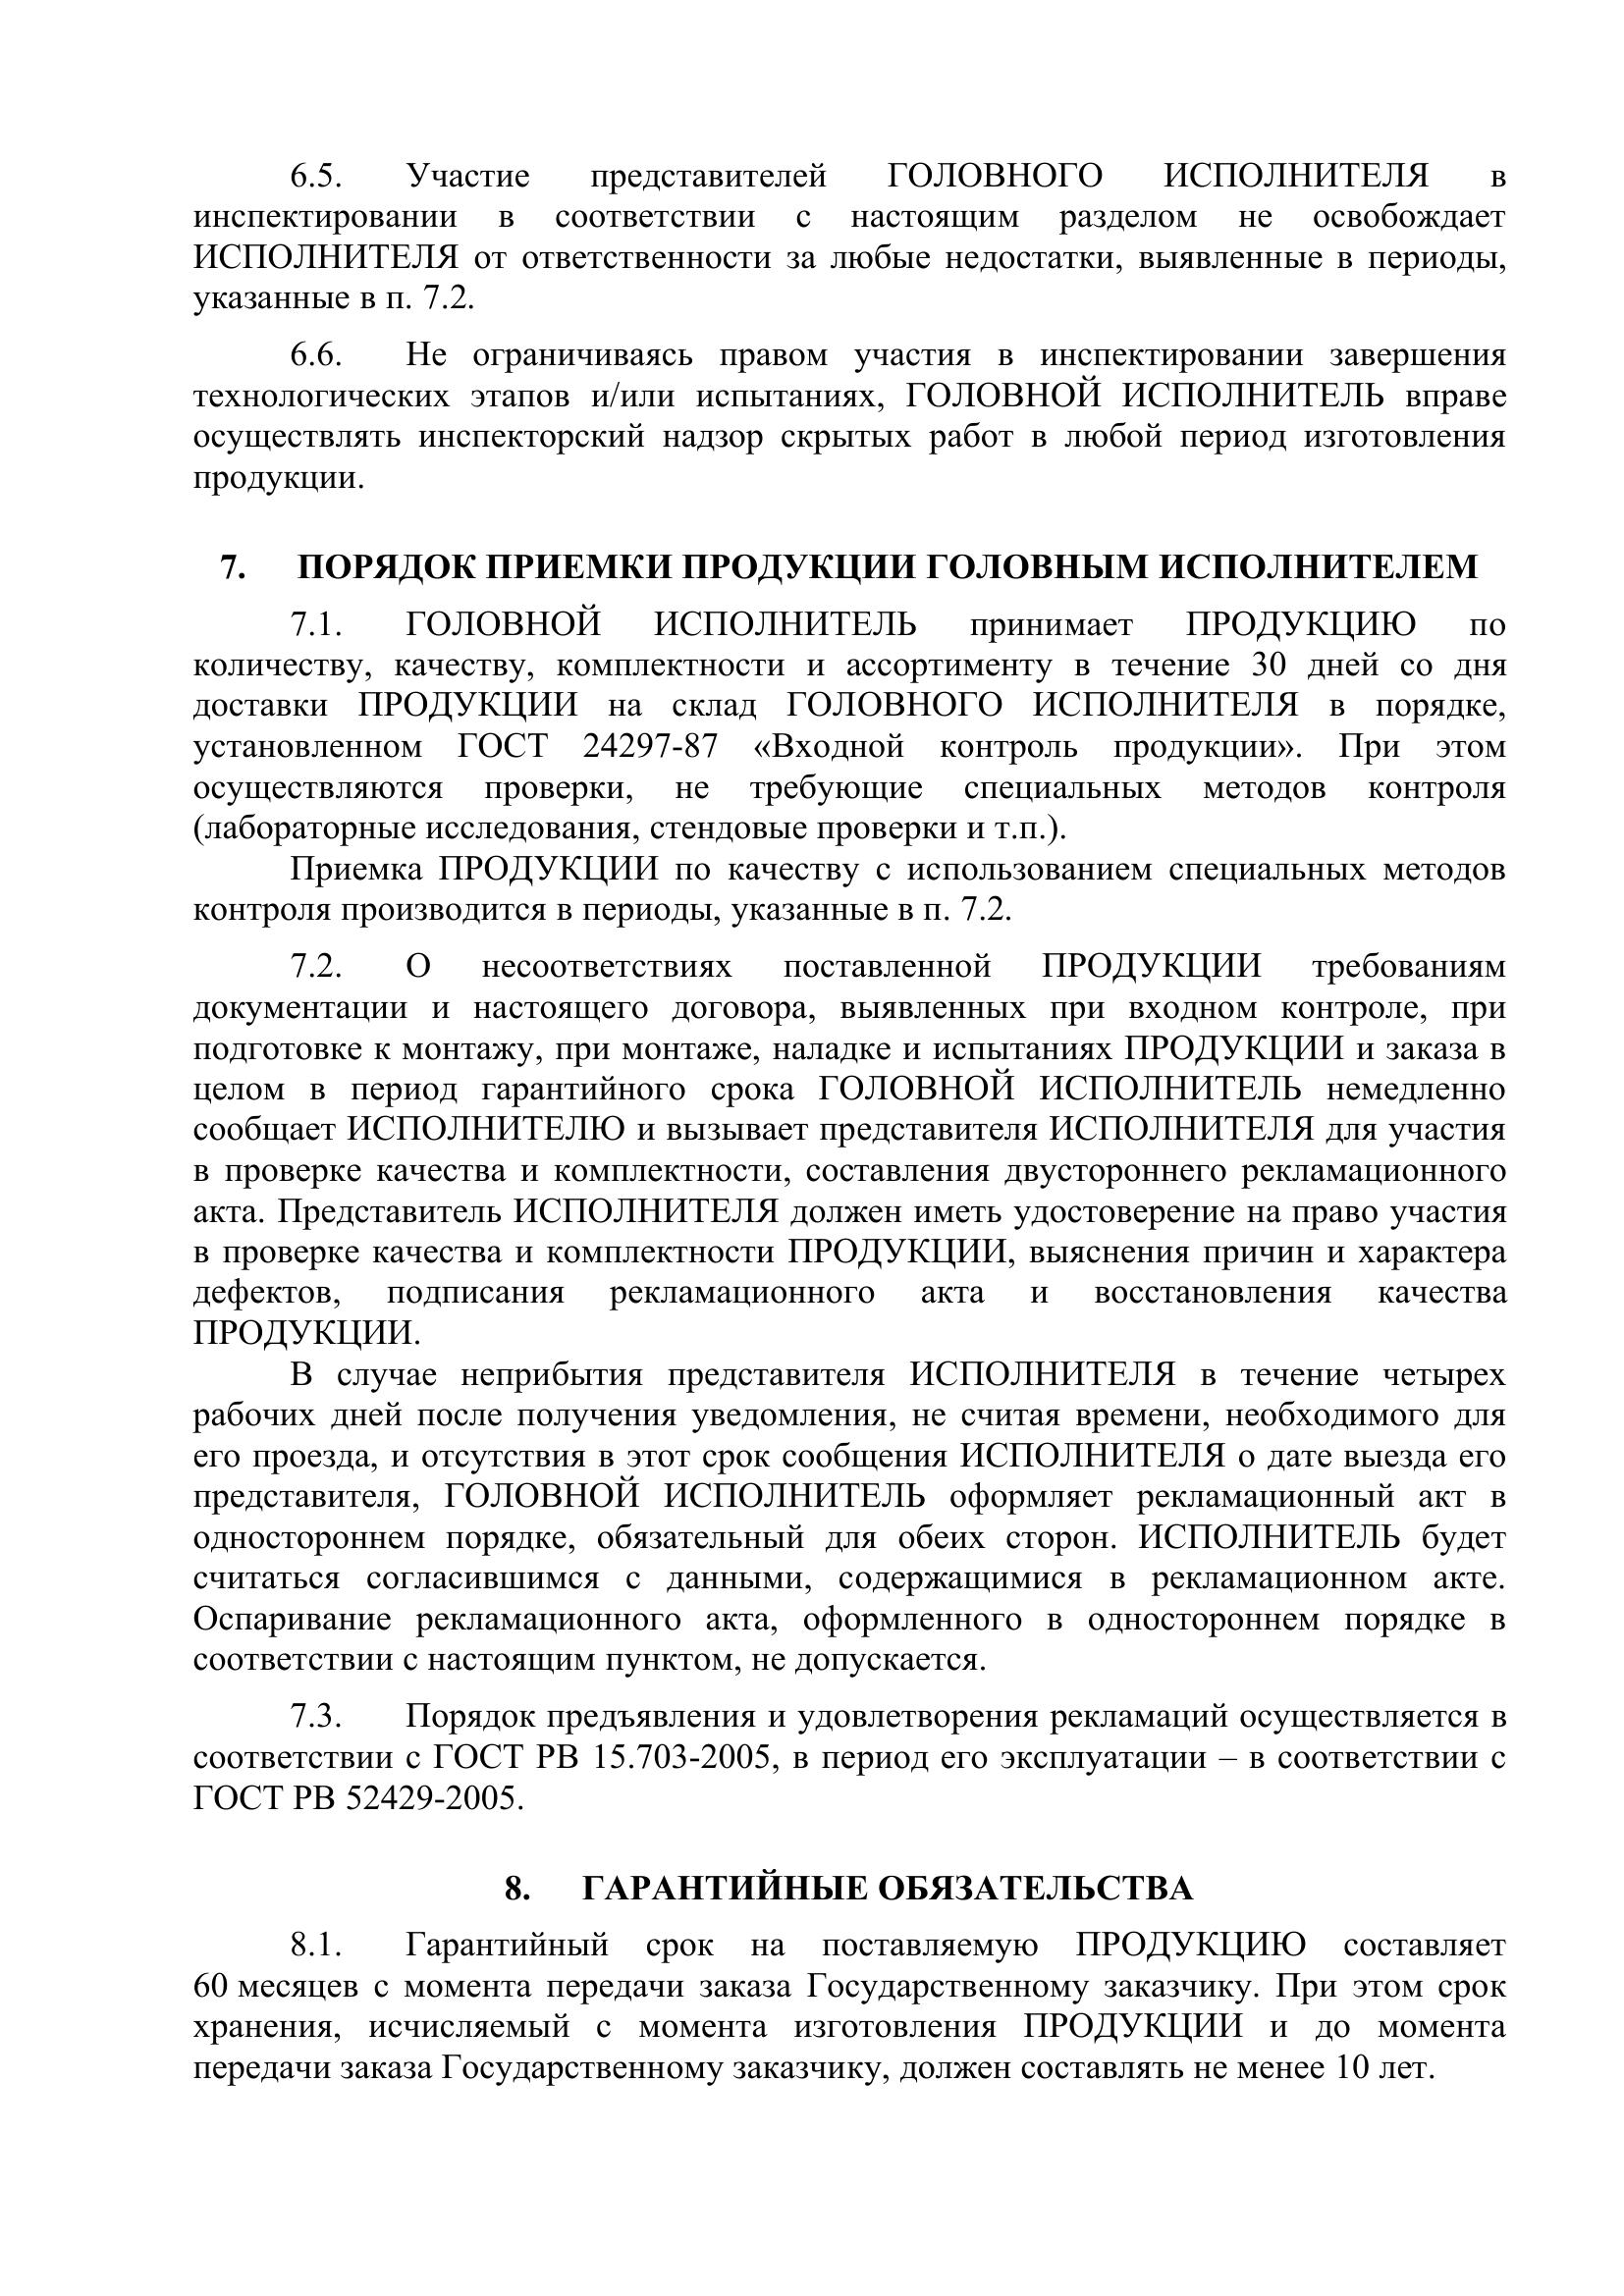 6.5. Участие представителей ГОЛОВНОГО ИСПОЛНИТЕЛЯ в
инспектировании в соответствии с настоящим разделом не освобождает
ИСПОЛНИТЕЛЯ от ответственности за любые недостатки, выявленные в периоды,
указанные в п. 7.2.
6.6. Не ограничиваясь правом участия в инспектировании завершения
технологических этапов и/или испытаниях, ГОЛОВНОЙ ИСПОЛНИТЕЛЬ вправе
осуществлять инспекторский надзор скрытых работ в любой период изготовления
продукции.
7. ПОРЯДОК ПРИЕМКИ ПРОДУКЦИИ ГОЛОВНЫМ ИСПОЛНИТЕЛЕМ
7.1. ГОЛОВНОЙ ИСПОЛНИТЕЛЬ принимает ПРОДУКЦИЮ по
количеству, качеству, комплектности и ассортименту в течение 30 дней со дня
доставки ПРОДУКЦИИ на склад ГОЛОВНОГО ИСПОЛНИТЕЛЯ в порядке,
установленном ГОСТ 24297-87 «Входной контроль продукции». При этом
осуществляются проверки, не требующие специальных методов контроля
(лабораторные исследования, стендовые проверки и т.п.).
Приемка ПРОДУКЦИИ по качеству с использованием специальных методов
контроля производится в периоды, указанные в п. 7.2.
7.2. О несоответствиях поставленной ПРОДУКЦИИ требованиям
документации и настоящего договора, выявленных при входном контроле, при
подготовке к монтажу, при монтаже, наладке и испытаниях ПРОДУКЦИИ и заказа в
целом в период гарантийного срока ГОЛОВНОЙ ИСПОЛНИТЕЛЬ немедленно
сообщает ИСПОЛНИТЕЛЮ и вызывает представителя ИСПОЛНИТЕЛЯ для участия
в проверке качества и комплектности, составления двустороннего рекламационного
акта. Представитель ИСПОЛНИТЕЛЯ должен иметь удостоверение на право участия
в проверке качества и комплектности ПРОДУКЦИИ, выяснения причин и характера
дефектов, подписания рекламационного акта и восстановления качества
ПРОДУКЦИИ.
В случае неприбытия представителя ИСПОЛНИТЕЛЯ в течение четырех
рабочих дней после получения уведомления, не считая времени, необходимого для
его проезда, и отсутствия в этот срок сообщения ИСПОЛНИТЕЛЯ о дате выезда его
представителя, ГОЛОВНОЙ ИСПОЛНИТЕЛЬ оформляет рекламационный акт в
одностороннем порядке, обязательный для обеих сторон. ИСПОЛНИТЕЛЬ будет
считаться согласившимся с данными, содержащимися в рекламационном акте.
Оспаривание рекламационного акта, оформленного в одностороннем порядке в
соответствии с настоящим пунктом, не допускается.
7.3. Порядок предъявления и удовлетворения рекламаций осуществляется в
соответствии с ГОСТ РВ 15.703-2005, в период его эксплуатации – в соответствии с
ГОСТ РВ 52429-2005.
8. ГАРАНТИЙНЫЕ ОБЯЗАТЕЛЬСТВА
8.1. Гарантийный срок на поставляемую ПРОДУКЦИЮ составляет
60 месяцев с момента передачи заказа Государственному заказчику. При этом срок
хранения, исчисляемый с момента изготовления ПРОДУКЦИИ и до момента
передачи заказа Государственному заказчику, должен составлять не менее 10 лет.